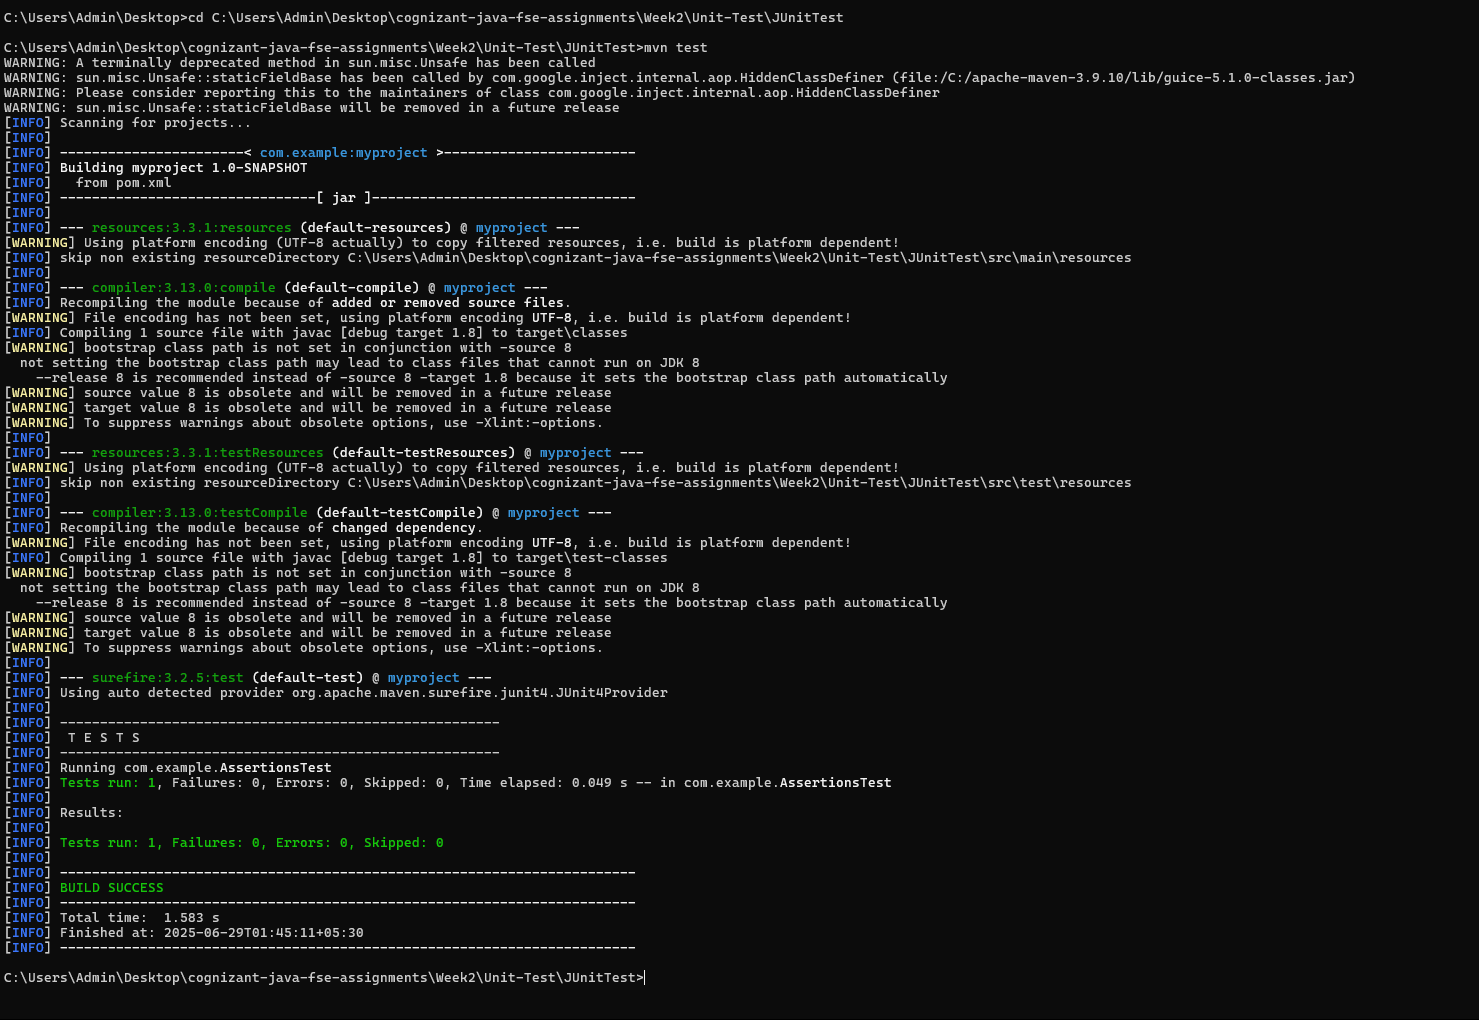 C:\Users\Admin\Desktop>cd C:\Users\Admin\Desktop\cognizant-java-fse-assignments\Week2\Unit-Test\JUnitTest
C:\Users\Admin\Desktop\cognizant-java-fse-assignments\Week2\Unit-Test\JUnitTest>mvn test
WARNING: A terminally deprecated method in sun.misc.Unsafe has been called
WARNING: sun.misc.Unsafe::staticFieldBase has been called by com.google.inject.internal.aop.HiddenClassDefiner (file:/C:/apache-maven-3.9.10/lib/guice-5.1.0-classes.jar)
WARNING: Please consider reporting this to the maintainers of class com.google.inject.internal.aop.HiddenClassDefiner
WARNING: sun.misc.Unsafe::staticFieldBase will be removed in a future release
[INFO] Scanning for projects...
[INFO]
[INFO] -----------------------< com.example:myproject >------------------------
[INFO] Building myproject 1.0-SNAPSHOT
[INFO]   from pom.xml
[INFO] --------------------------------[ jar ]---------------------------------
[INFO]
[INFO] --- resources:3.3.1:resources (default-resources) @ myproject ---
[WARNING] Using platform encoding (UTF-8 actually) to copy filtered resources, i.e. build is platform dependent!
[INFO] skip non existing resourceDirectory C:\Users\Admin\Desktop\cognizant-java-fse-assignments\Week2\Unit-Test\JUnitTest\src\main\resources
[INFO]
[INFO] --- compiler:3.13.0:compile (default-compile) @ myproject ---
[INFO] Recompiling the module because of added or removed source files.
[WARNING] File encoding has not been set, using platform encoding UTF-8, i.e. build is platform dependent!
[INFO] Compiling 1 source file with javac [debug target 1.8] to target\classes
[WARNING] bootstrap class path is not set in conjunction with -source 8
  not setting the bootstrap class path may lead to class files that cannot run on JDK 8
    --release 8 is recommended instead of -source 8 -target 1.8 because it sets the bootstrap class path automatically
[WARNING] source value 8 is obsolete and will be removed in a future release
[WARNING] target value 8 is obsolete and will be removed in a future release
[WARNING] To suppress warnings about obsolete options, use -Xlint:-options.
[INFO]
[INFO] --- resources:3.3.1:testResources (default-testResources) @ myproject ---
[WARNING] Using platform encoding (UTF-8 actually) to copy filtered resources, i.e. build is platform dependent!
[INFO] skip non existing resourceDirectory C:\Users\Admin\Desktop\cognizant-java-fse-assignments\Week2\Unit-Test\JUnitTest\src\test\resources
[INFO]
[INFO] --- compiler:3.13.0:testCompile (default-testCompile) @ myproject ---
[INFO] Recompiling the module because of changed dependency.
[WARNING] File encoding has not been set, using platform encoding UTF-8, i.e. build is platform dependent!
[INFO] Compiling 1 source file with javac [debug target 1.8] to target\test-classes
[WARNING] bootstrap class path is not set in conjunction with -source 8
  not setting the bootstrap class path may lead to class files that cannot run on JDK 8
    --release 8 is recommended instead of -source 8 -target 1.8 because it sets the bootstrap class path automatically
[WARNING] source value 8 is obsolete and will be removed in a future release
[WARNING] target value 8 is obsolete and will be removed in a future release
[WARNING] To suppress warnings about obsolete options, use -Xlint:-options.
[INFO]
[INFO] --- surefire:3.2.5:test (default-test) @ myproject ---
[INFO] Using auto detected provider org.apache.maven.surefire.junit4.JUnit4Provider
[INFO]
[INFO] -------------------------------------------------------
[INFO]  T E S T S
[INFO] -------------------------------------------------------
[INFO] Running com.example.AssertionsTest
[INFO] Tests run: 1, Failures: 0, Errors: 0, Skipped: 0, Time elapsed: 0.049 s -- in com.example.AssertionsTest
[INFO]
[INFO] Results:
[INFO]
[INFO] Tests run: 1, Failures: 0, Errors: 0, Skipped: 0
[INFO]
[INFO] ------------------------------------------------------------------------
[INFO] BUILD SUCCESS
[INFO] ------------------------------------------------------------------------
[INFO] Total time:  1.583 s
[INFO] Finished at: 2025-06-29T01:45:11+05:30
[INFO] ------------------------------------------------------------------------
C:\Users\Admin\Desktop\cognizant-java-fse-assignments\Week2\Unit-Test\JUnitTest>